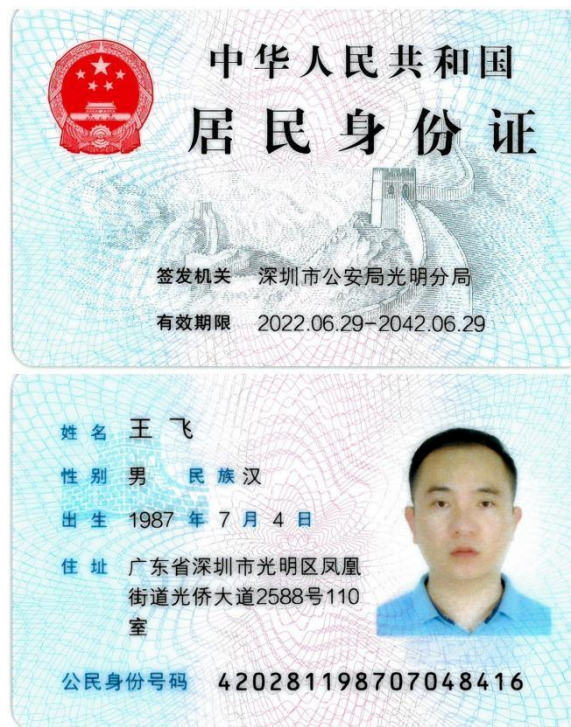 中华人民共和国
居民身份证
签发机关 深圳市公安局光明分局
有效期限 2022.06.29-2042.06.29
姓名 王飞
性别 男 民族 汉
出生 1987 年 7 月 4 日
住址 广东省深圳市光明区凤凰
街道光侨大道2588号110
室
公民身份号码 420281198707048416